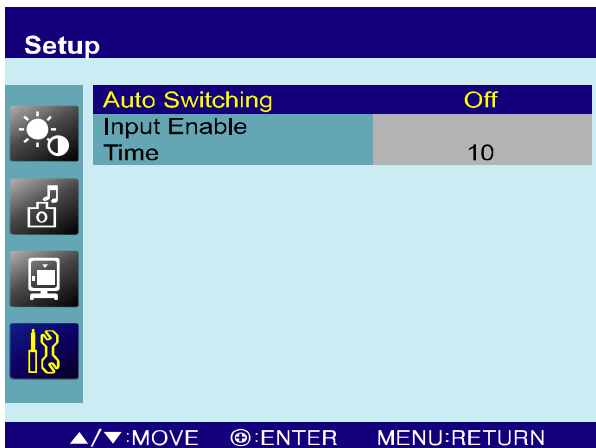 Setup
Auto Switching Off
Input Enable
Time 10
▲/▼:MOVE ⊕:ENTER MENU:RETURN